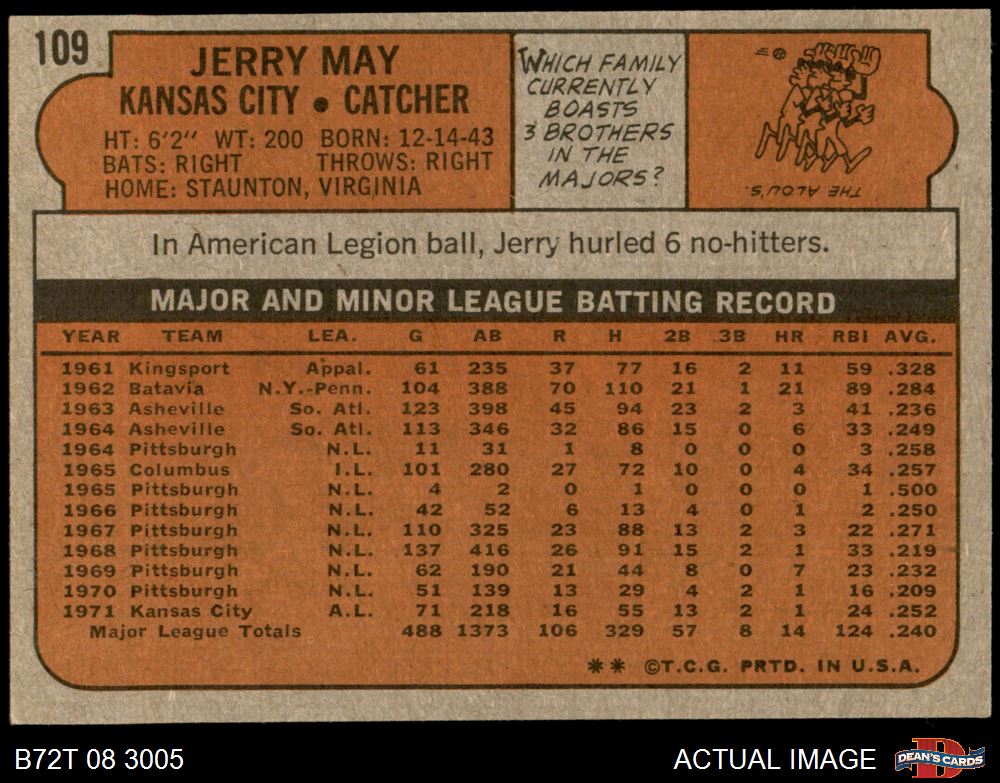 109
JERRY MAY
KANSAS CITY • CATCHER
HT: 6'2" WT: 200 BORN: 12-14-43
BATS: RIGHT THROWS: RIGHT
HOME: STAUNTON, VIRGINIA
WHICH FAMILY
CURRENTLY
BOASTS
3 BROTHERS
IN THE
MAJORS?
THE ALOU'S.
In American Legion ball, Jerry hurled 6 no-hitters.
MAJOR AND MINOR LEAGUE BATTING RECORD
YEAR TEAM LEA. G AB R H 2B 3B HR RBI AVG.
1961 Kingsport Appal. 61 235 37 77 16 2 11 59 .328
1962 Batavia N.Y.-Penn. 104 388 70 110 21 1 21 89 .284
1963 Asheville So. Atl. 123 398 45 94 23 2 3 41 .236
1964 Asheville So. Atl. 113 346 32 86 15 0 6 33 .249
1964 Pittsburgh N.L. 11 31 1 8 0 0 0 3 .258
1965 Columbus I.L. 101 280 27 72 10 0 4 34 .257
1965 Pittsburgh N.L. 4 2 0 1 0 0 0 1 .500
1966 Pittsburgh N.L. 42 52 6 13 4 0 1 2 .250
1967 Pittsburgh N.L. 110 325 23 88 13 2 3 22 .271
1968 Pittsburgh N.L. 137 416 26 91 15 2 1 33 .219
1969 Pittsburgh N.L. 62 190 21 44 8 0 7 23 .232
1970 Pittsburgh N.L. 51 139 13 29 4 2 1 16 .209
1971 Kansas City A.L. 71 218 16 55 13 2 1 24 .252
Major League Totals 488 1373 106 329 57 8 14 124 .240
** ©T.C.G. PRTD. IN U.S.A.
B72T 08 3005
ACTUAL IMAGE
D
DEAN'S CARDS